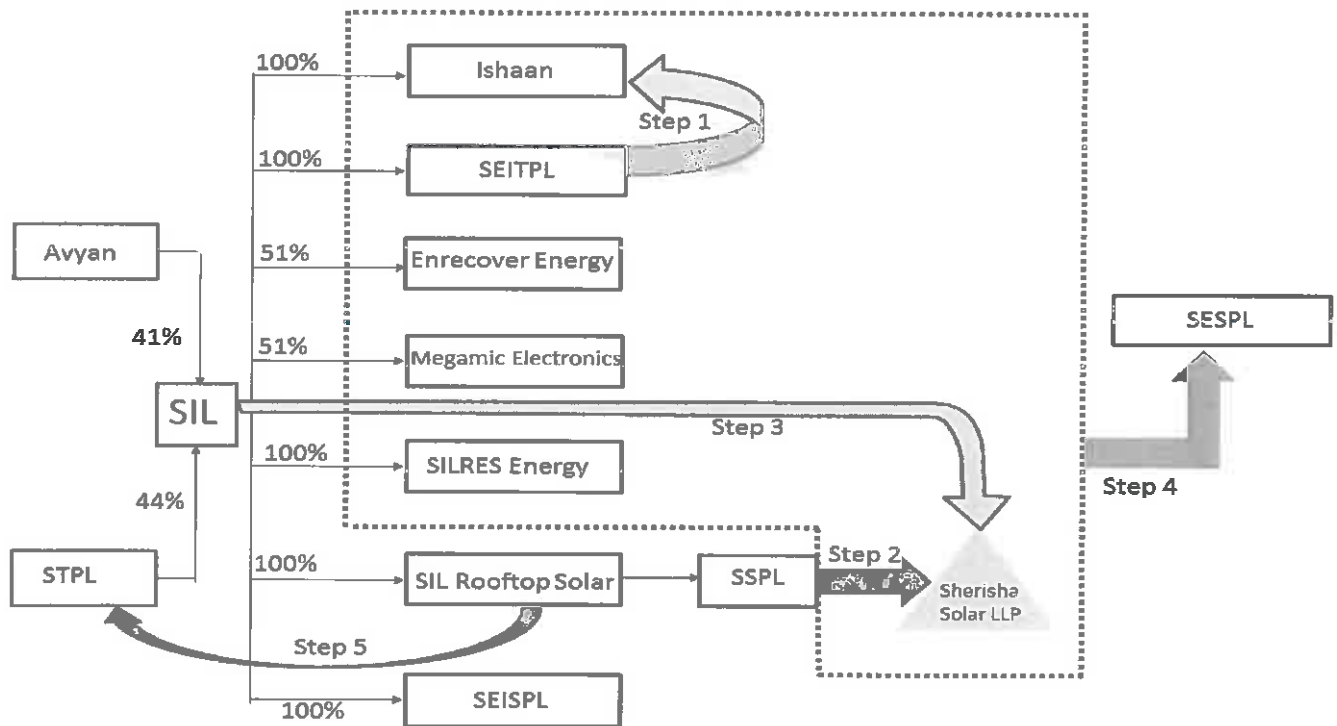 100%
Ishaan
Step 1
100%
SEITPL
Avyan
51%
Enrecover Energy
SESPL
41%
51%
Megamic Electronics
SIL
Step 3
100%
SILRES Energy
Step 4
44%
STPL
100%
SIL Rooftop Solar
SSPL
Step 2
Sherisha
Solar LLP
Step 5
SEISPL
100%